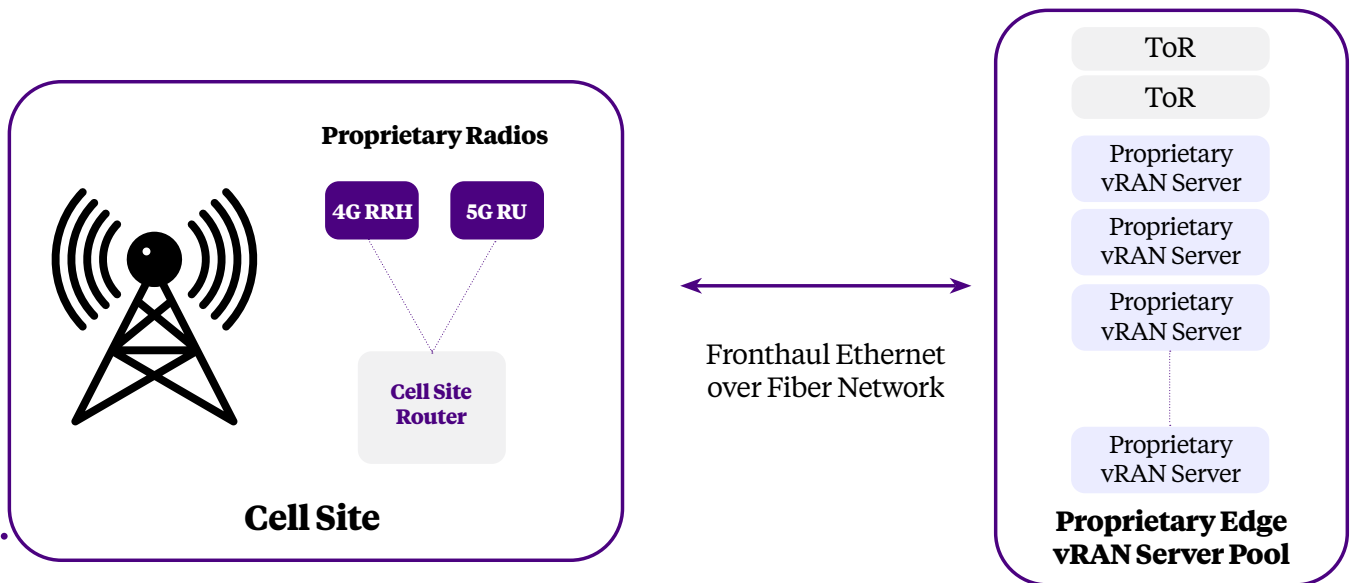 Proprietary Radios
4G RRH
5G RU
Cell Site
Router
Cell Site
Fronthaul Ethernet
over Fiber Network
ToR
ToR
Proprietary
vRAN Server
Proprietary
vRAN Server
Proprietary
vRAN Server
Proprietary
vRAN Server
Proprietary Edge
vRAN Server Pool